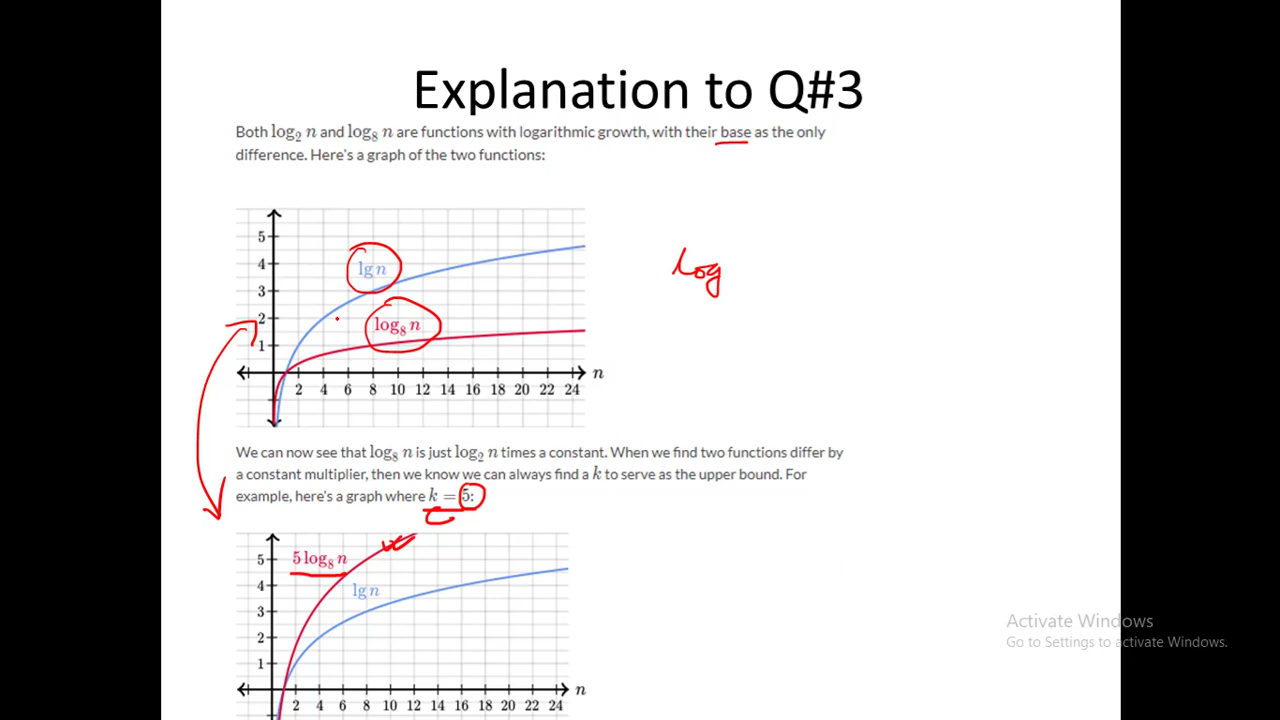 Explanation to Q#3
Both log₂ n and log₈ n are functions with logarithmic growth, with their base as the only
difference. Here's a graph of the two functions:
5
4
3
2
1
lg n
log₈ n
log
n
2 4 6 8 10 12 14 16 18 20 22 24
We can now see that log₈ n is just log₂ n times a constant. When we find two functions differ by
a constant multiplier, then we know we can always find a k to serve as the upper bound. For
example, here's a graph where k = 5:
5
4
3
2
1
5 log₈ n
lg n
n
2 4 6 8 10 12 14 16 18 20 22 24
Activate Windows
Go to Settings to activate Windows.